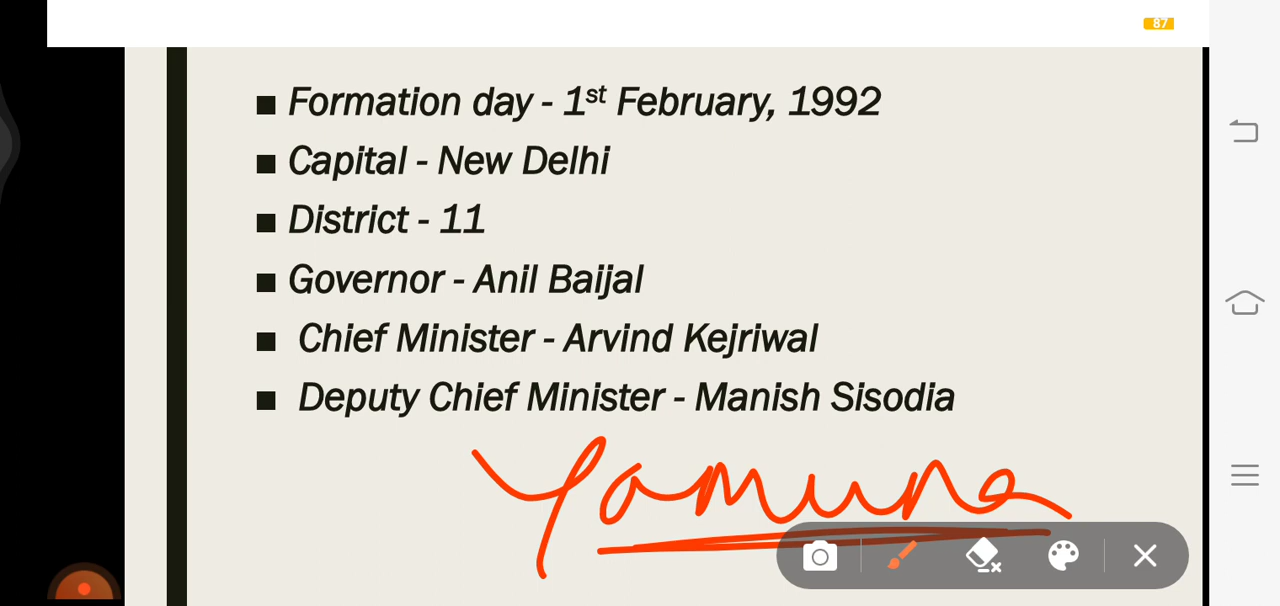 87
Formation day - 1st February, 1992
Capital - New Delhi
District - 11
Governor - Anil Baijal
Chief Minister - Arvind Kejriwal
Deputy Chief Minister - Manish Sisodia
Yamuna